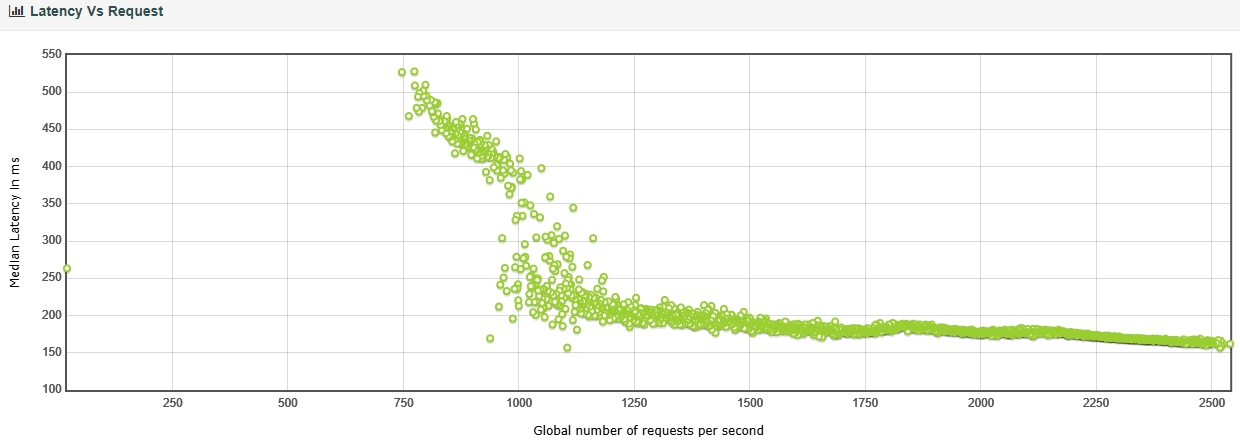 Latency Vs Request
550
500
450
400
350
300
250
200
150
100
Median Latency in ms
250 500 750 1000 1250 1500 1750 2000 2250 2500
Global number of requests per second